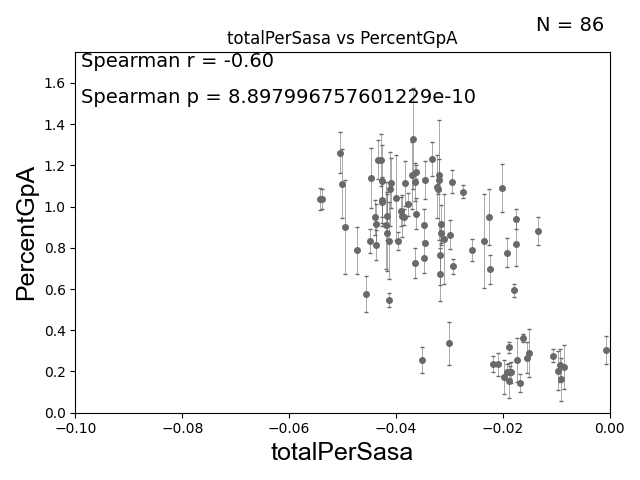 N = 86
totalPerSasa vs PercentGpA
Spearman r = -0.60
Spearman p = 8.897996757601229e-10
PercentGpA
1.6
1.4
1.2
1.0
0.8
0.6
0.4
0.2
0.0
−0.10 −0.08 −0.06 −0.04 −0.02 0.00
totalPerSasa